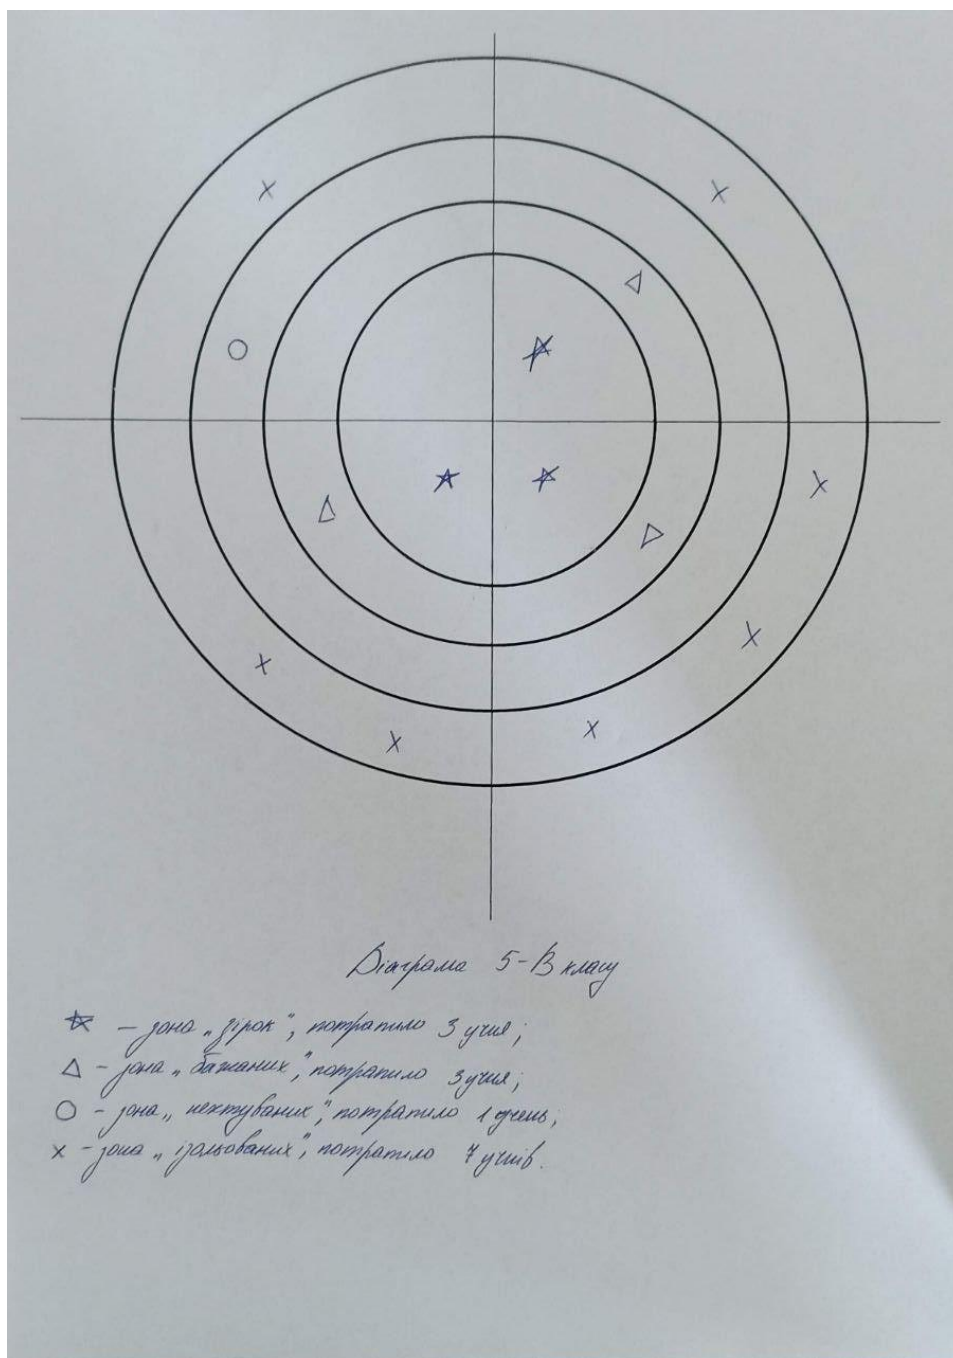 Діаграма 5-В класу
– зона „зірок", потрапило 3 учня;
– зона „бажаних", потрапило 3 учня;
– зона „нехтуваних", потрапило 1 учень;
– зона „ізольованих", потрапило 7 учнів.